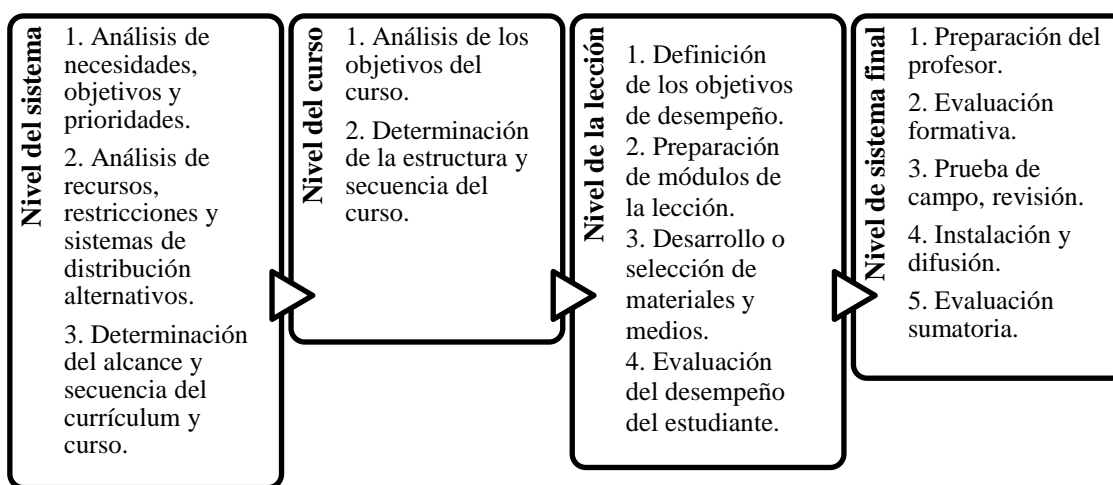 Nivel del sistema
1. Análisis de
necesidades,
objetivos y
prioridades.
2. Análisis de
recursos,
restricciones y
sistemas de
distribución
alternativos.
3. Determinación
del alcance y
secuencia del
currículum y
curso.
Nivel del curso
1. Análisis de los
objetivos del
curso.
2. Determinación
de la estructura y
secuencia del
curso.
Nivel de la lección
1. Definición
de los objetivos
de desempeño.
2. Preparación
de módulos de
la lección.
3. Desarrollo o
selección de
materiales y
medios.
4. Evaluación
del desempeño
del estudiante.
Nivel de sistema final
1. Preparación del
profesor.
2. Evaluación
formativa.
3. Prueba de
campo, revisión.
4. Instalación y
difusión.
5. Evaluación
sumatoria.